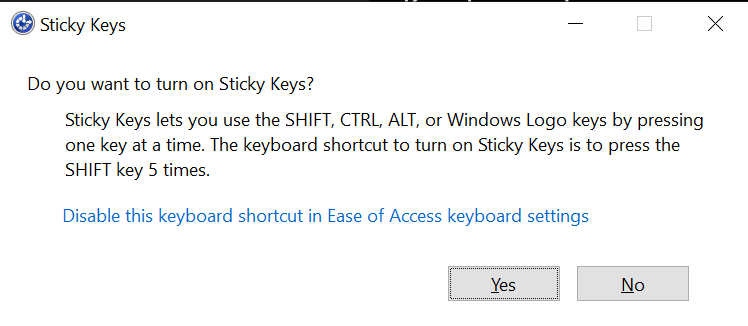 Sticky Keys
Do you want to turn on Sticky Keys?
Sticky Keys lets you use the SHIFT, CTRL, ALT, or Windows Logo keys by pressing
one key at a time. The keyboard shortcut to turn on Sticky Keys is to press the
SHIFT key 5 times.
Disable this keyboard shortcut in Ease of Access keyboard settings
Yes
No